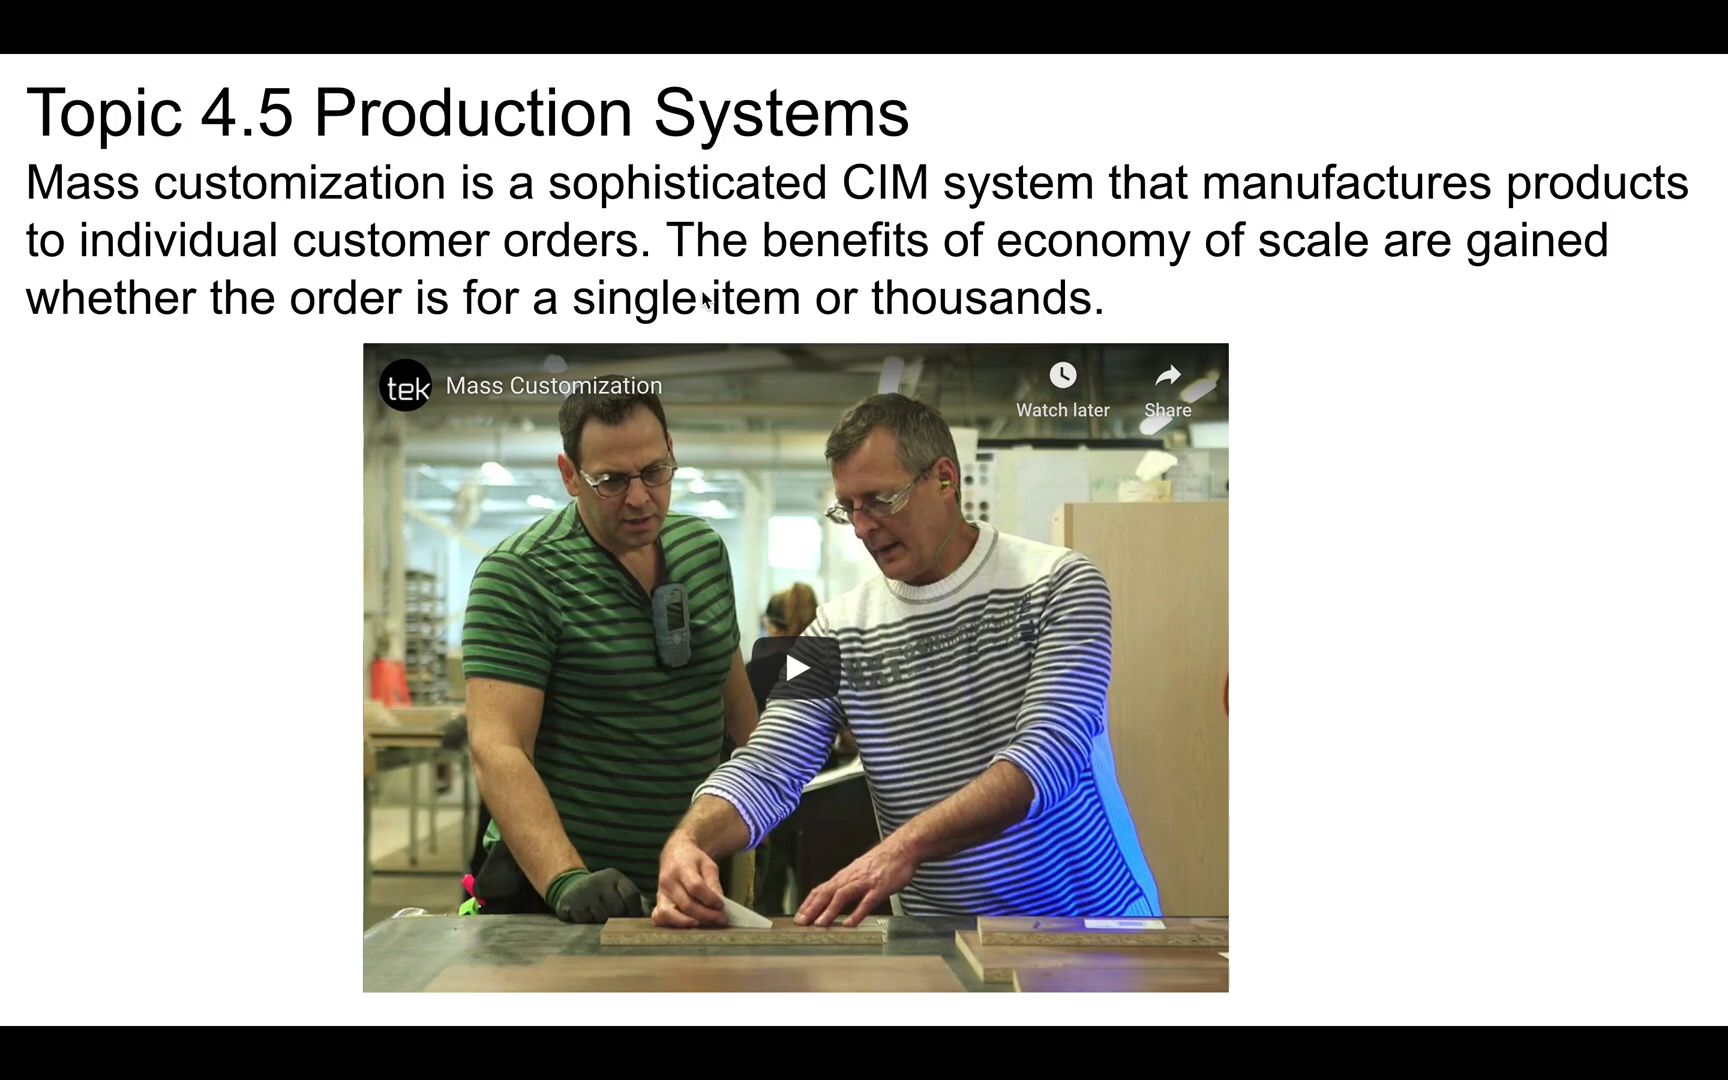 Topic 4.5 Production Systems
Mass customization is a sophisticated CIM system that manufactures products
to individual customer orders. The benefits of economy of scale are gained
whether the order is for a single item or thousands.
tek Mass Customization
Watch later Share